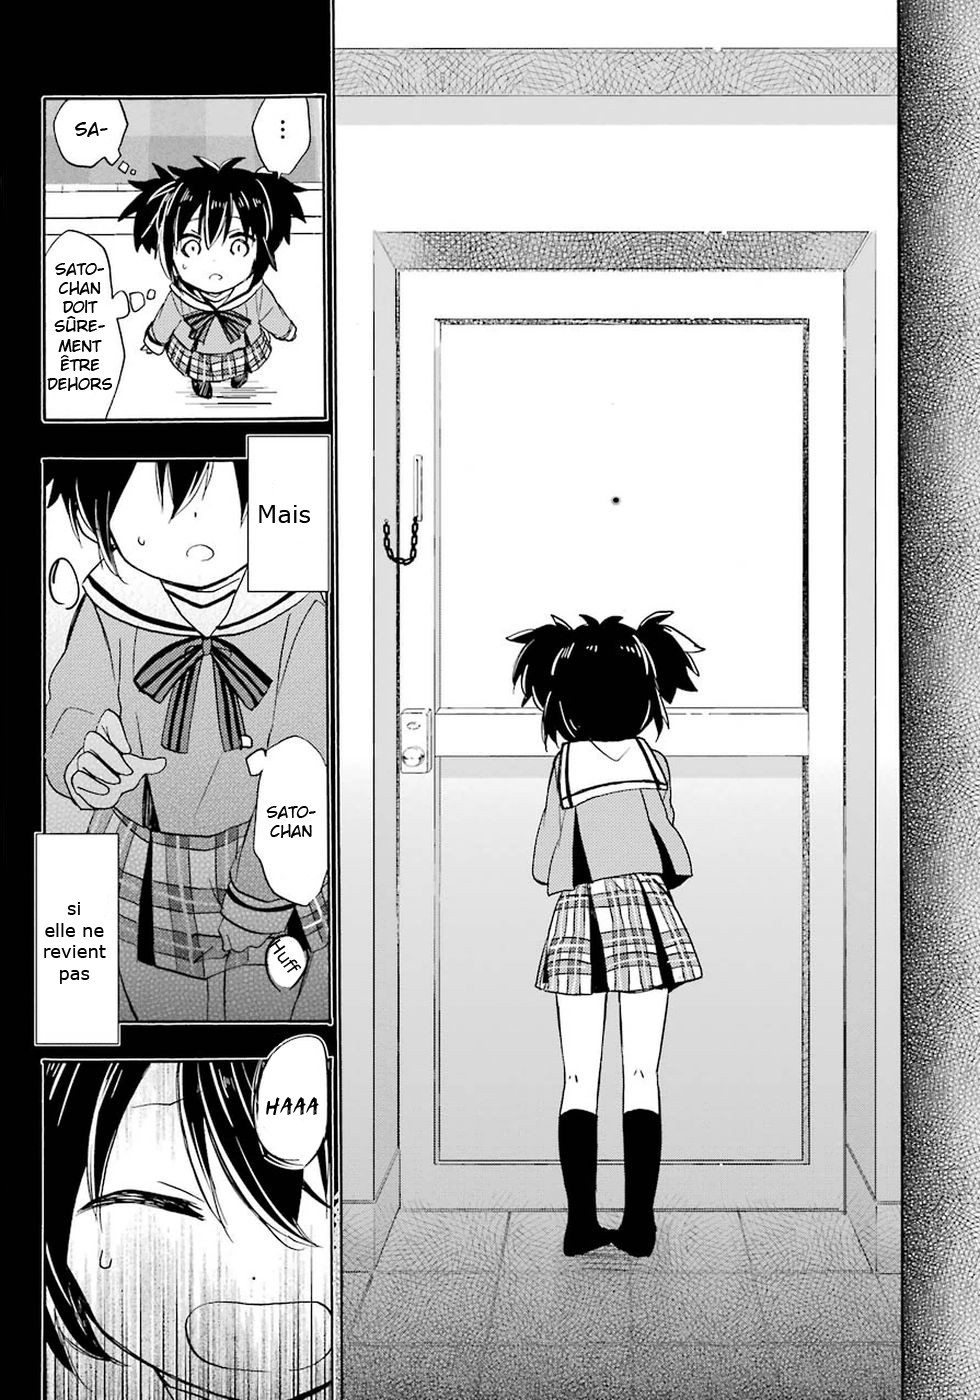 ...
SA-
SATO-
CHAN
DOIT
SÛRE-
MENT
ÊTRE
DEHORS
Mais
SATO-
CHAN
Huff
si
elle ne
revient
pas
HAAA